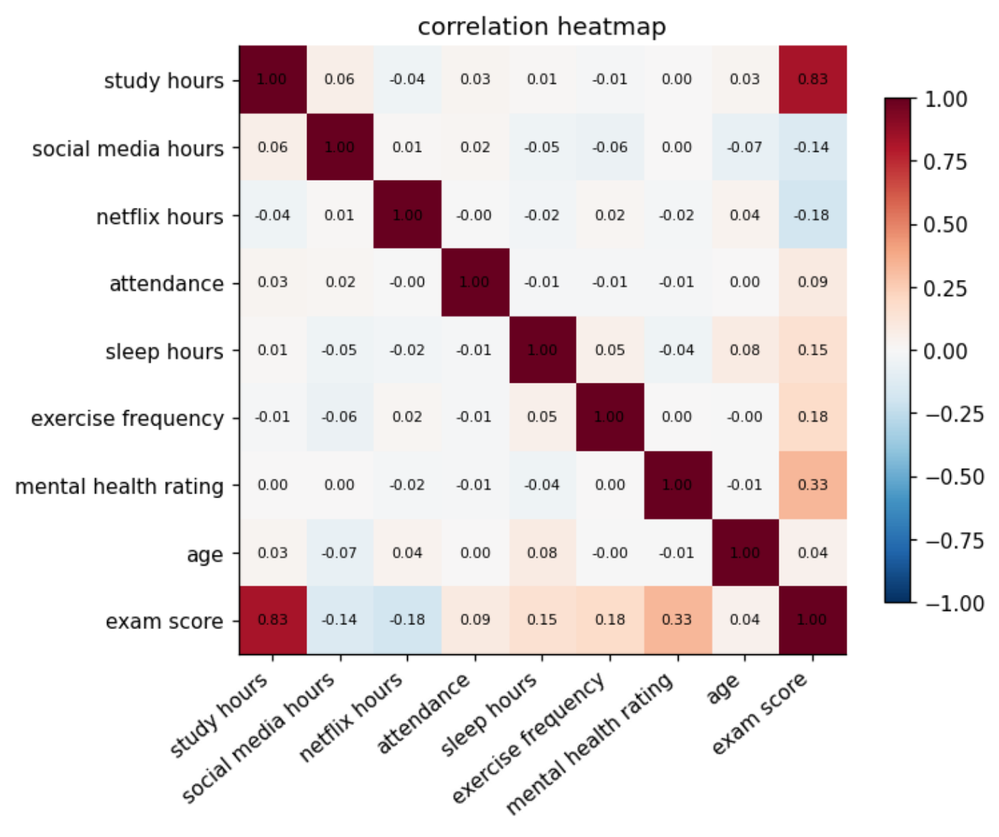 correlation heatmap
study hours 1.00 0.06 -0.04 0.03 0.01 -0.01 0.00 0.03 0.83
social media hours 0.06 1.00 0.01 0.02 -0.05 -0.06 0.00 -0.07 -0.14
netflix hours -0.04 0.01 1.00 -0.00 -0.02 0.02 -0.02 0.04 -0.18
attendance 0.03 0.02 -0.00 1.00 -0.01 -0.01 -0.01 0.00 0.09
sleep hours 0.01 -0.05 -0.02 -0.01 1.00 0.05 -0.04 0.08 0.15
exercise frequency -0.01 -0.06 0.02 -0.01 0.05 1.00 0.00 -0.00 0.18
mental health rating 0.00 0.00 -0.02 -0.01 -0.04 0.00 1.00 -0.01 0.33
age 0.03 -0.07 0.04 0.00 0.08 -0.00 -0.01 1.00 0.04
exam score 0.83 -0.14 -0.18 0.09 0.15 0.18 0.33 0.04 1.00
study hours
social media hours
netflix hours
attendance
sleep hours
exercise frequency
mental health rating
age
exam score
1.00
0.75
0.50
0.25
0.00
−0.25
−0.50
−0.75
−1.00